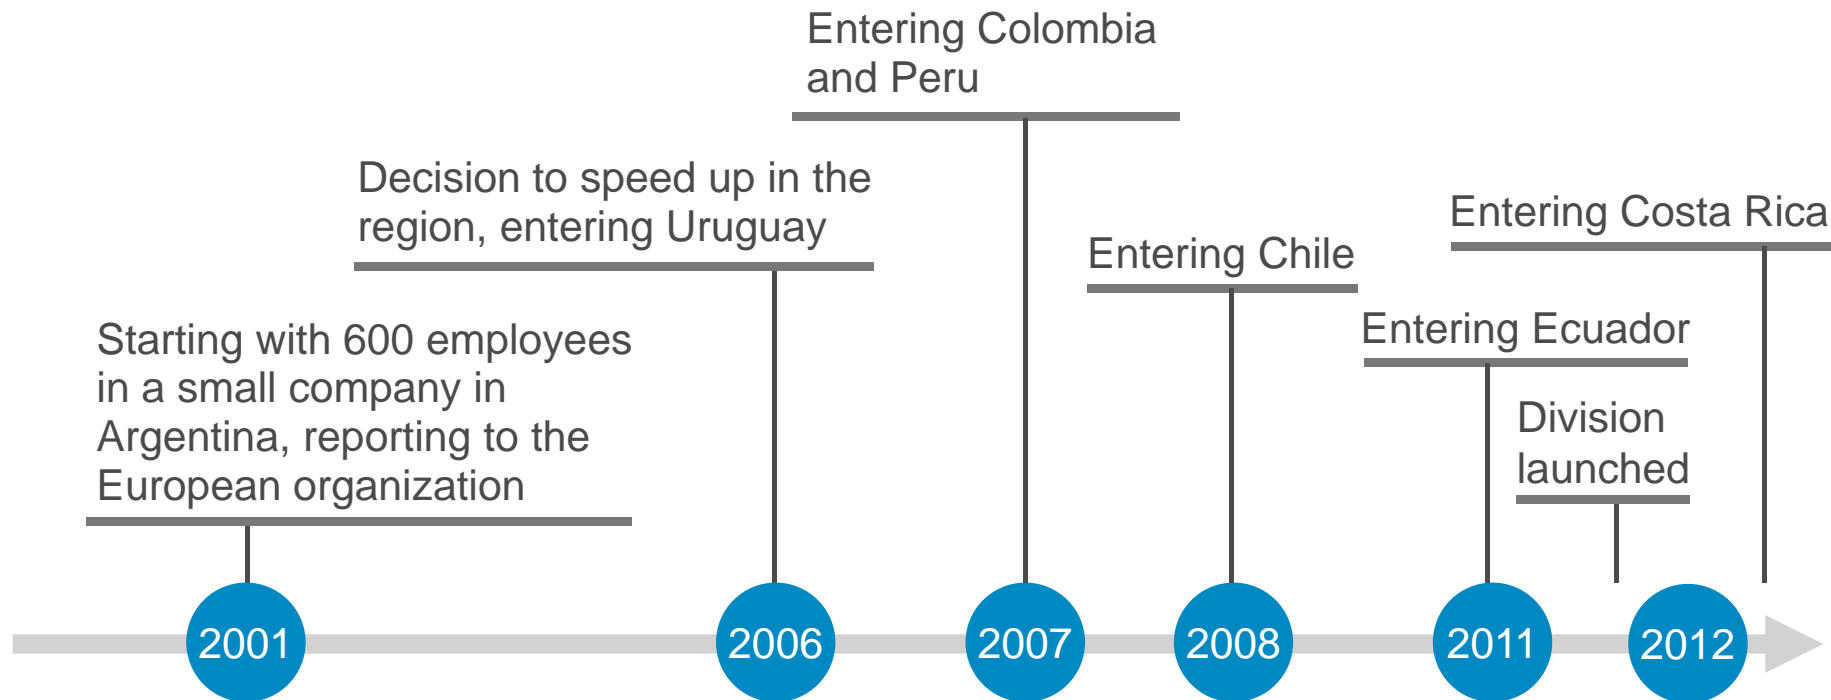 Entering Colombia
and Peru
Decision to speed up in the
region, entering Uruguay
Entering Costa Rica
Entering Chile
Starting with 600 employees
in a small company in
Argentina, reporting to the
European organization
Entering Ecuador
Division
launched
2001
2006
2007
2008
2011
2012